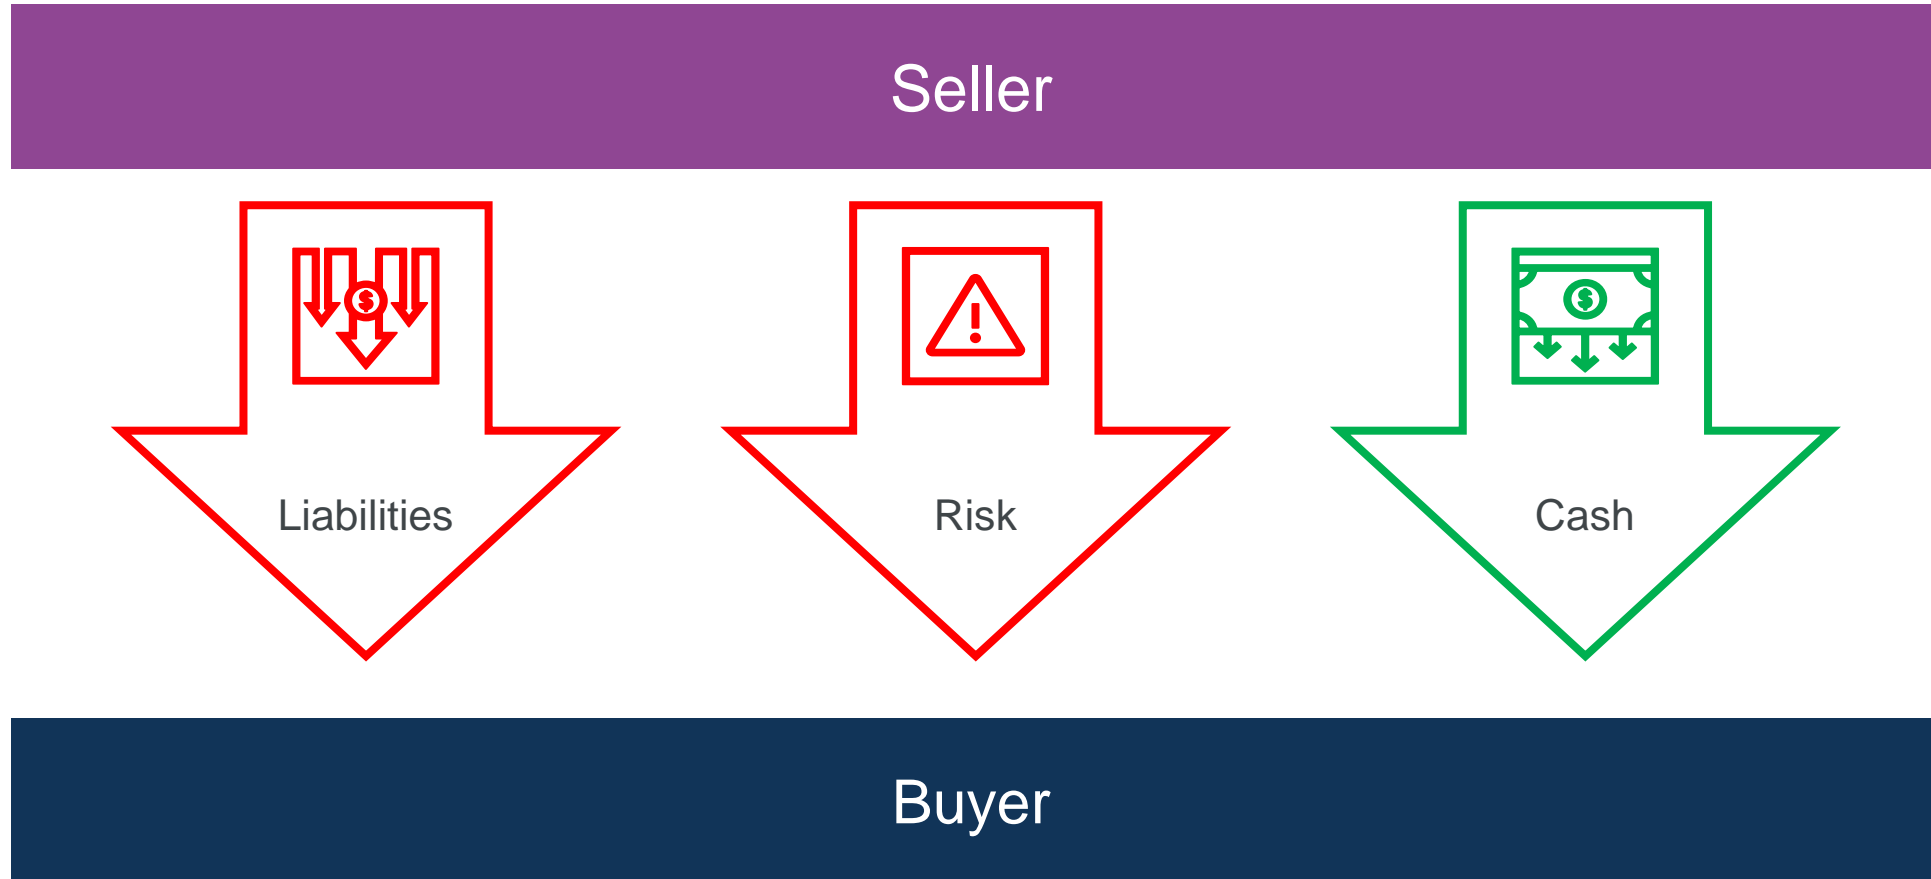 Seller
$
$
Liabilities
Risk
Cash
Buyer